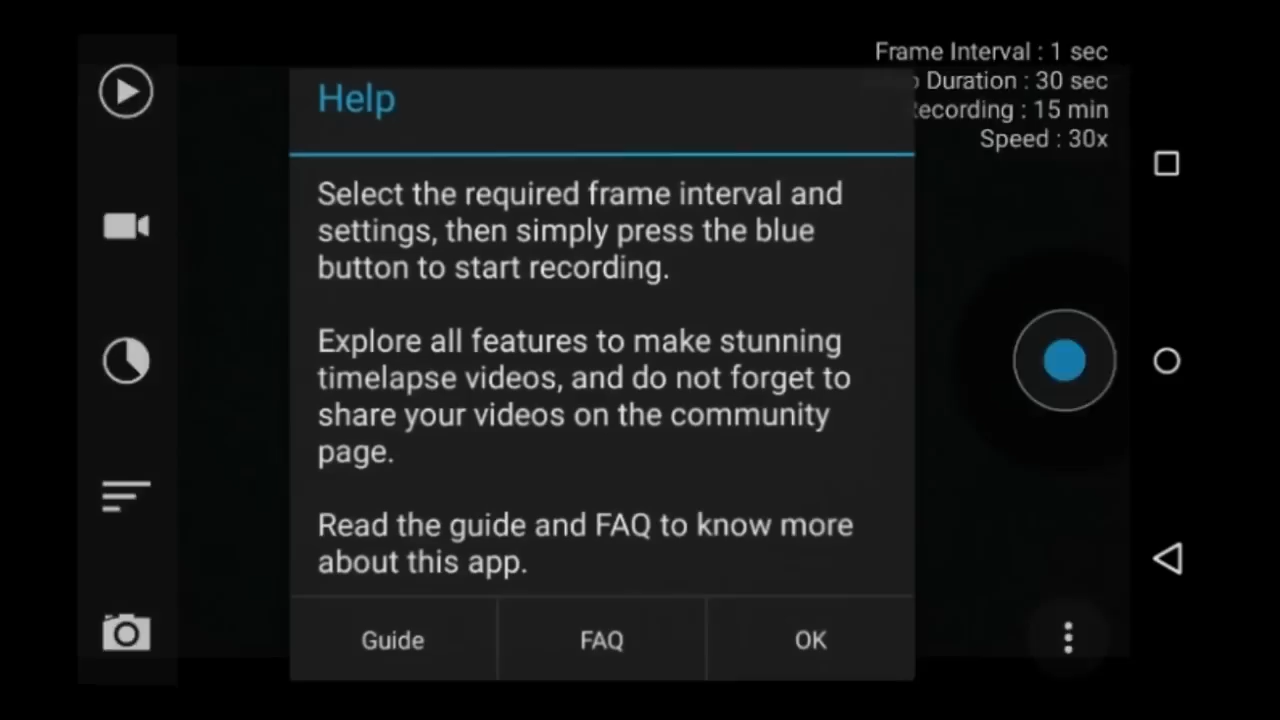 Frame Interval : 1 sec
Duration : 30 sec
Recording : 15 min
Speed : 30x
Help
Select the required frame interval and
settings, then simply press the blue
button to start recording.
Explore all features to make stunning
timelapse videos, and do not forget to
share your videos on the community
page.
Read the guide and FAQ to know more
about this app.
Guide
FAQ
OK